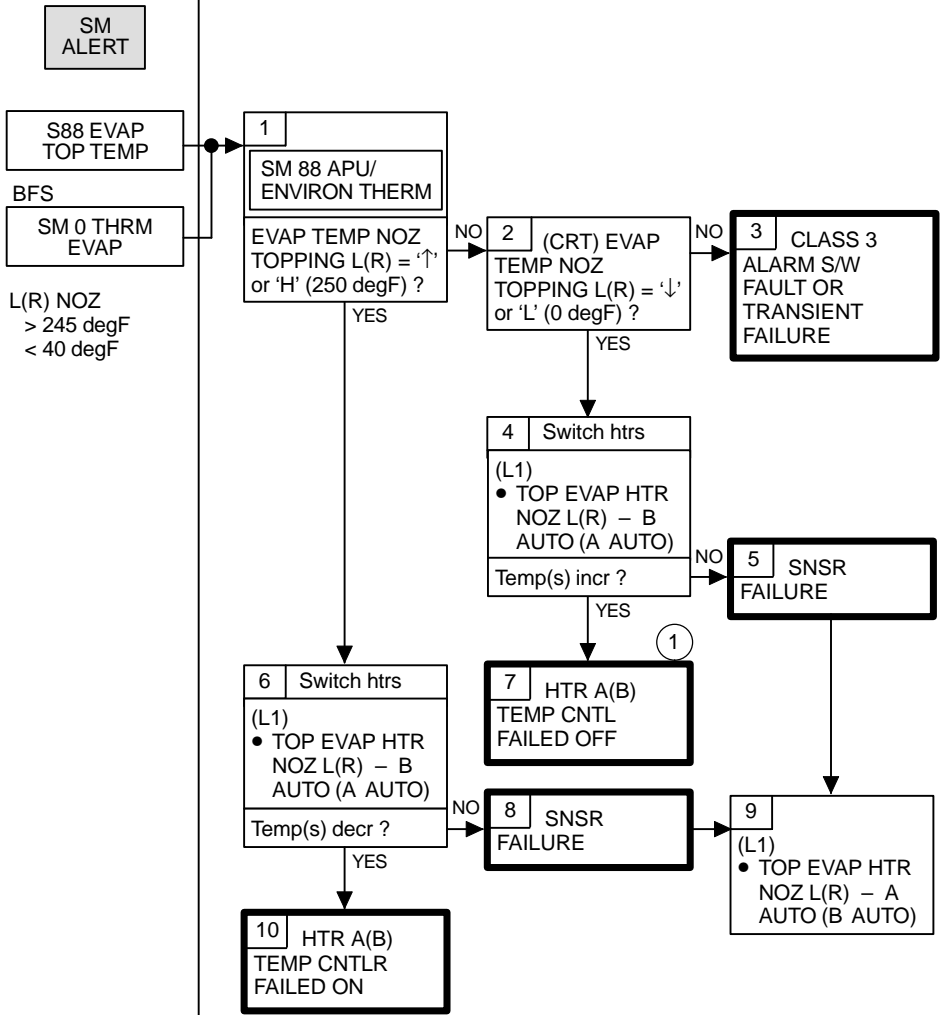 SM
ALERT
S88 EVAP
TOP TEMP
BFS
SM 0 THRM
EVAP
L(R) NOZ
> 245 degF
< 40 degF
1
SM 88 APU/
ENVIRON THERM
EVAP TEMP NOZ
TOPPING L(R) = ‘↑’
or ‘H’ (250 degF) ?
NO
YES
2 (CRT) EVAP
TEMP NOZ
TOPPING L(R) = ‘↓’
or ‘L’ (0 degF) ?
NO
YES
3 CLASS 3
ALARM S/W
FAULT OR
TRANSIENT
FAILURE
4 Switch htrs
(L1)
● TOP EVAP HTR
NOZ L(R) – B
AUTO (A AUTO)
Temp(s) incr ?
NO
YES
5 SNSR
FAILURE
6 Switch htrs
(L1)
● TOP EVAP HTR
NOZ L(R) – B
AUTO (A AUTO)
Temp(s) decr ?
NO
YES
1
7 HTR A(B)
TEMP CNTL
FAILED OFF
8 SNSR
FAILURE
9
(L1)
● TOP EVAP HTR
NOZ L(R) – A
AUTO (B AUTO)
10 HTR A(B)
TEMP CNTLR
FAILED ON